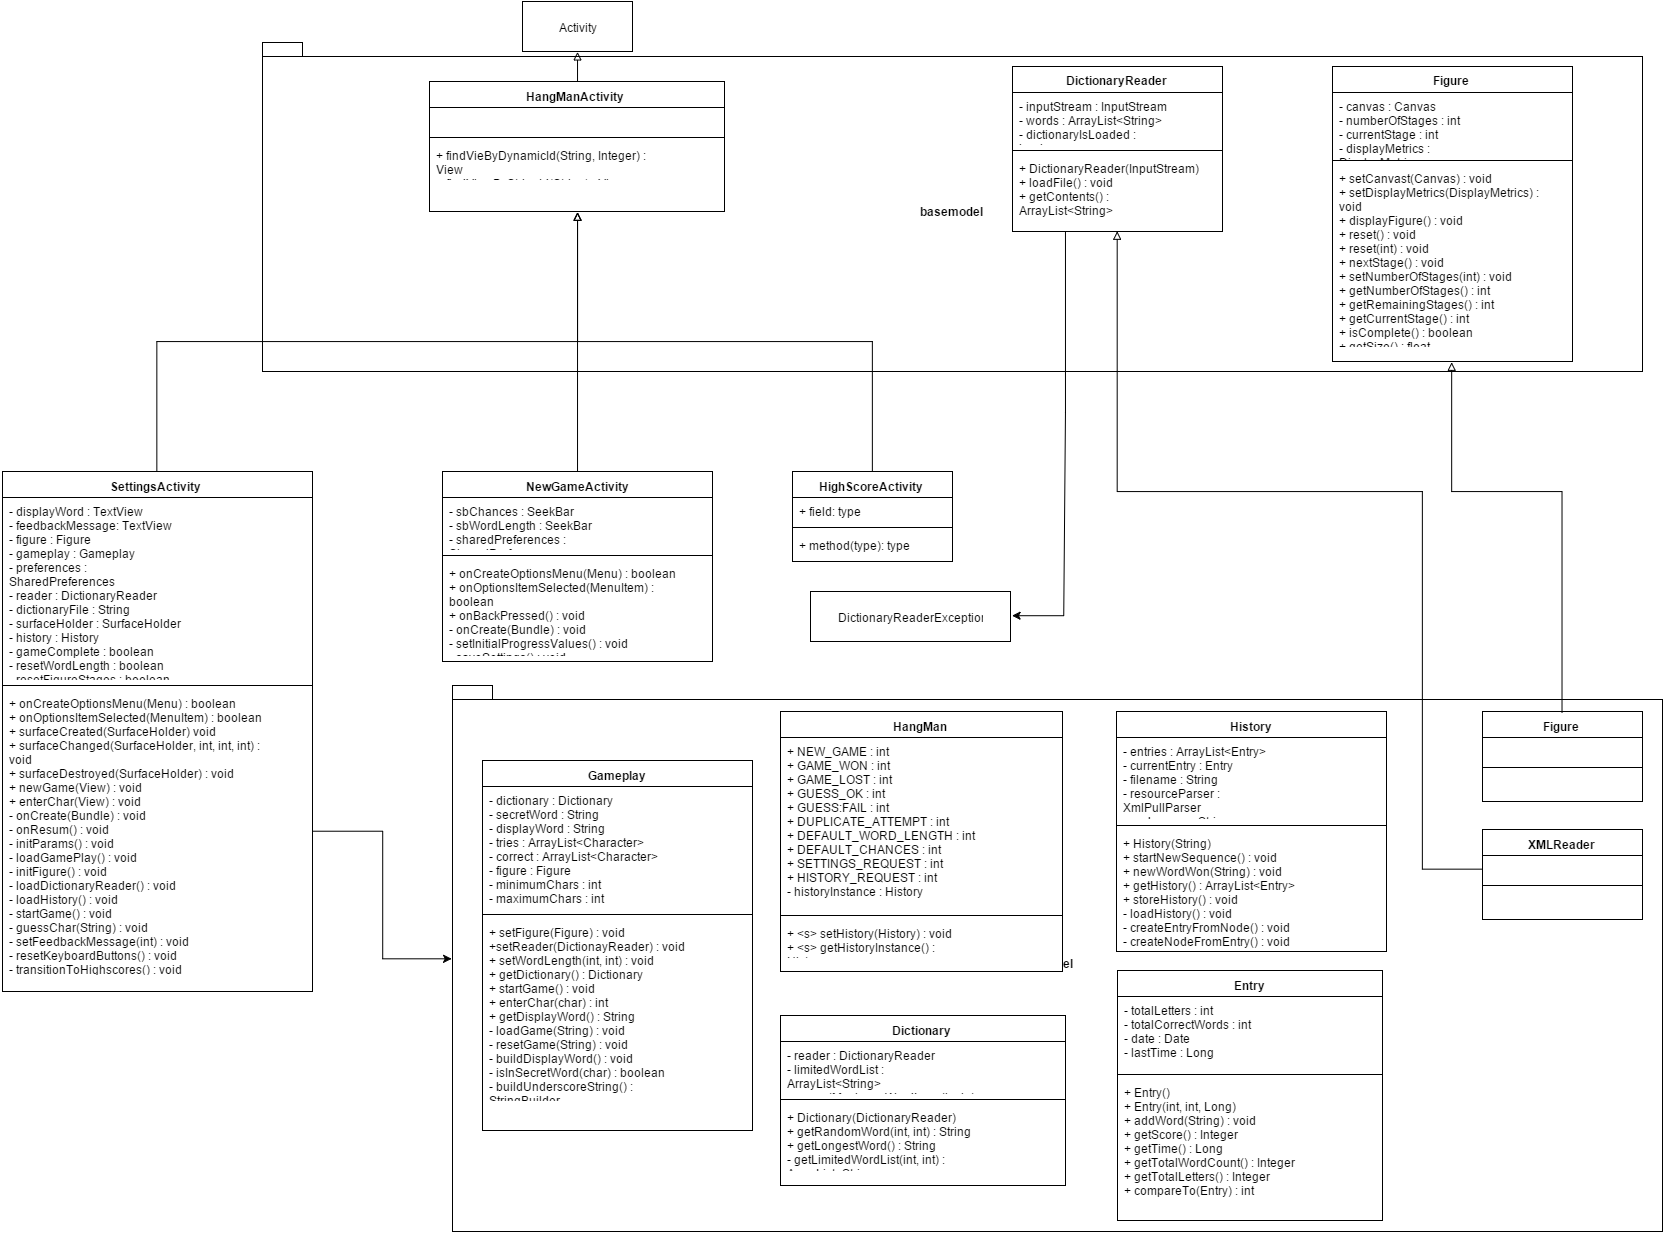 Activity
HangManActivity
+ findVieByDynamicId(String, Integer) :
View
basemodel
DictionaryReader
- inputStream : InputStream
- words : ArrayList<String>
- dictionaryIsLoaded :
+ DictionaryReader(InputStream)
+ loadFile() : void
+ getContents() :
ArrayList<String>
Figure
- canvas : Canvas
- numberOfStages : int
- currentStage : int
- displayMetrics :
+ setCanvast(Canvas) : void
+ setDisplayMetrics(DisplayMetrics) :
void
+ displayFigure() : void
+ reset() : void
+ reset(int) : void
+ nextStage() : void
+ setNumberOfStages(int) : void
+ getNumberOfStages() : int
+ getRemainingStages() : int
+ getCurrentStage() : int
+ isComplete() : boolean
+ getSize() : float
SettingsActivity
- displayWord : TextView
- feedbackMessage: TextView
- figure : Figure
- gameplay : Gameplay
- preferences :
SharedPreferences
- reader : DictionaryReader
- dictionaryFile : String
- surfaceHolder : SurfaceHolder
- history : History
- gameComplete : boolean
- resetWordLength : boolean
- resetFigureStages : boolean
+ onCreateOptionsMenu(Menu) : boolean
+ onOptionsItemSelected(MenuItem) : boolean
+ surfaceCreated(SurfaceHolder) void
+ surfaceChanged(SurfaceHolder, int, int, int) :
void
+ surfaceDestroyed(SurfaceHolder) : void
+ newGame(View) : void
+ enterChar(View) : void
- onCreate(Bundle) : void
- onResum() : void
- initParams() : void
- loadGamePlay() : void
- initFigure() : void
- loadDictionaryReader() : void
- loadHistory() : void
- startGame() : void
- guessChar(String) : void
- setFeedbackMessage(int) : void
- resetKeyboardButtons() : void
- transitionToHighscores() : void
NewGameActivity
- sbChances : SeekBar
- sbWordLength : SeekBar
- sharedPreferences :
+ onCreateOptionsMenu(Menu) : boolean
+ onOptionsItemSelected(MenuItem) :
boolean
+ onBackPressed() : void
- onCreate(Bundle) : void
- setInitialProgressValues() : void
HighScoreActivity
+ field: type
+ method(type): type
DictionaryReaderExceptior
Gameplay
- dictionary : Dictionary
- secretWord : String
- displayWord : String
- tries : ArrayList<Character>
- correct : ArrayList<Character>
- figure : Figure
- minimumChars : int
- maximumChars : int
+ setFigure(Figure) : void
+setReader(DictionayReader) : void
+ setWordLength(int, int) : void
+ getDictionary() : Dictionary
+ startGame() : void
+ enterChar(char) : int
+ getDisplayWord() : String
- loadGame(String) : void
- resetGame(String) : void
- buildDisplayWord() : void
- isInSecretWord(char) : boolean
- buildUnderscoreString() :
StringBuilder
HangMan
+ NEW_GAME : int
+ GAME_WON : int
+ GAME_LOST : int
+ GUESS_OK : int
+ GUESS:FAIL : int
+ DUPLICATE_ATTEMPT : int
+ DEFAULT_WORD_LENGTH : int
+ DEFAULT_CHANCES : int
+ SETTINGS_REQUEST : int
+ HISTORY_REQUEST : int
- historyInstance : History
+ <s> setHistory(History) : void
+ <s> getHistoryInstance() :
el
Dictionary
- reader : DictionaryReader
- limitedWordList :
ArrayList<String>
+ Dictionary(DictionaryReader)
+ getRandomWord(int, int) : String
+ getLongestWord() : String
- getLimitedWordList(int, int) :
History
- entries : ArrayList<Entry>
- currentEntry : Entry
- filename : String
- resourceParser :
XmlPullParser
+ History(String)
+ startNewSequence() : void
+ newWordWon(String) : void
+ getHistory() : ArrayList<Entry>
+ storeHistory() : void
- loadHistory() : void
- createEntryFromNode() : void
- createNodeFromEntry() : void
Entry
- totalLetters : int
- totalCorrectWords : int
- date : Date
- lastTime : Long
+ Entry()
+ Entry(int, int, Long)
+ addWord(String) : void
+ getScore() : Integer
+ getTime() : Long
+ getTotalWordCount() : Integer
+ getTotalLetters() : Integer
+ compareTo(Entry) : int
Figure
XMLReader